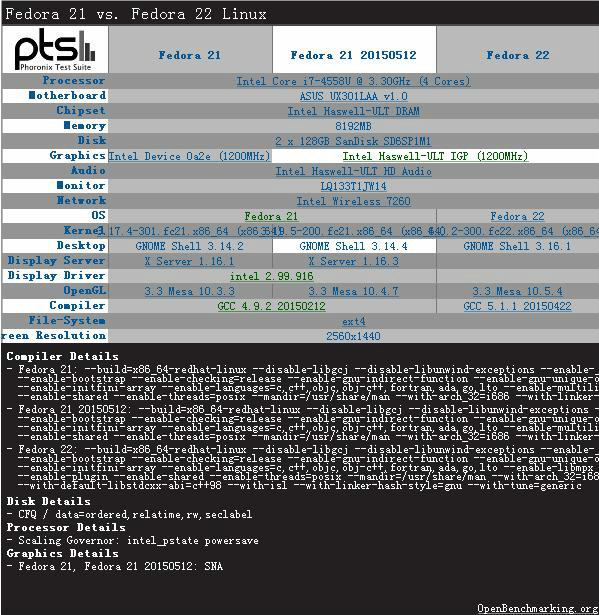 Fedora 21 vs. Fedora 22 Linux
pts
Phoronix Test Suite
Fedora 21 Fedora 21 20150512 Fedora 22
Processor Intel Core i7-4558U @ 3.30GHz (4 Cores)
Motherboard ASUS UX301LAA v1.0
Chipset Intel Haswell-ULT DRAM
Memory 8192MB
Disk 2 x 128GB SanDisk SD6SP1M1
Graphics Intel Device 0a2e (1200MHz) Intel Haswell-ULT IGP (1200MHz)
Audio Intel Haswell-ULT HD Audio
Monitor LQ133T1JW14
Network Intel Wireless 7260
OS Fedora 21 Fedora 22
Kernel 17.4-301.fc21.x86_64 (x86_6 19.5-200.fc21.x86_64 (x86_6 0.2-300.fc22.x86_64 (x86_64
Desktop GNOME Shell 3.14.2 GNOME Shell 3.14.4 GNOME Shell 3.16.1
Display Server X Server 1.16.1 X Server 1.16.3
Display Driver intel 2.99.916
OpenGL 3.3 Mesa 10.3.3 3.3 Mesa 10.4.7 3.3 Mesa 10.5.4
Compiler GCC 4.9.2 20150212 GCC 5.1.1 20150422
File-System ext4
reen Resolution 2560x1440
Compiler Details
- Fedora 21: --build=x86_64-redhat-linux --disable-libgcj --disable-libunwind-exceptions --enable-_
--enable-bootstrap --enable-checking=release --enable-gnu-indirect-function --enable-gnu-unique-o
--enable-initfini-array --enable-languages=c,c++,objc,obj-c++,fortran,ada,go,lto --enable-multili
--enable-shared --enable-threads=posix --mandir=/usr/share/man --with-arch_32=i686 --with-linker-
- Fedora 21 20150512: --build=x86_64-redhat-linux --disable-libgcj --disable-libunwind-exceptions
--enable-bootstrap --enable-checking=release --enable-gnu-indirect-function --enable-gnu-unique-o
--enable-initfini-array --enable-languages=c,c++,objc,obj-c++,fortran,ada,go,lto --enable-multili
--enable-shared --enable-threads=posix --mandir=/usr/share/man --with-arch_32=i686 --with-linker-
- Fedora 22: --build=x86_64-redhat-linux --disable-libgcj --disable-libunwind-exceptions --enable-_
--enable-bootstrap --enable-checking=release --enable-gnu-indirect-function --enable-gnu-unique-o
--enable-initfini-array --enable-languages=c,c++,objc,obj-c++,fortran,ada,go,lto --enable-libmpx
--enable-plugin --enable-shared --enable-threads=posix --mandir=/usr/share/man --with-arch_32=i68
--with-default-libstdcxx-abi=c++98 --with-isl --with-linker-hash-style=gnu --with-tune=generic
Disk Details
- CFQ / data=ordered,relatime,rw,seclabel
Processor Details
- Scaling Governor: intel_pstate powersave
Graphics Details
- Fedora 21, Fedora 21 20150512: SNA
OpenBenchmarking.org